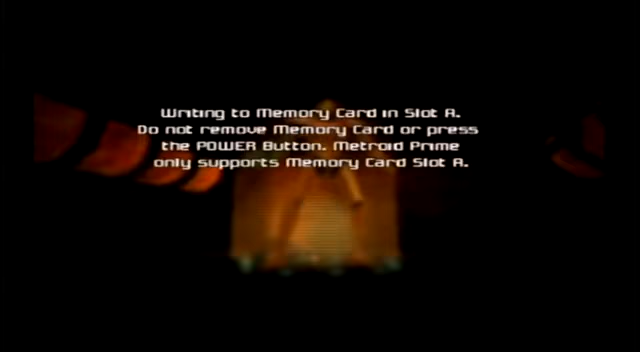 Writing to Memory Card in Slot A.
Do not remove Memory Card or press
the POWER Button. Metroid Prime
only supports Memory Card Slot A.